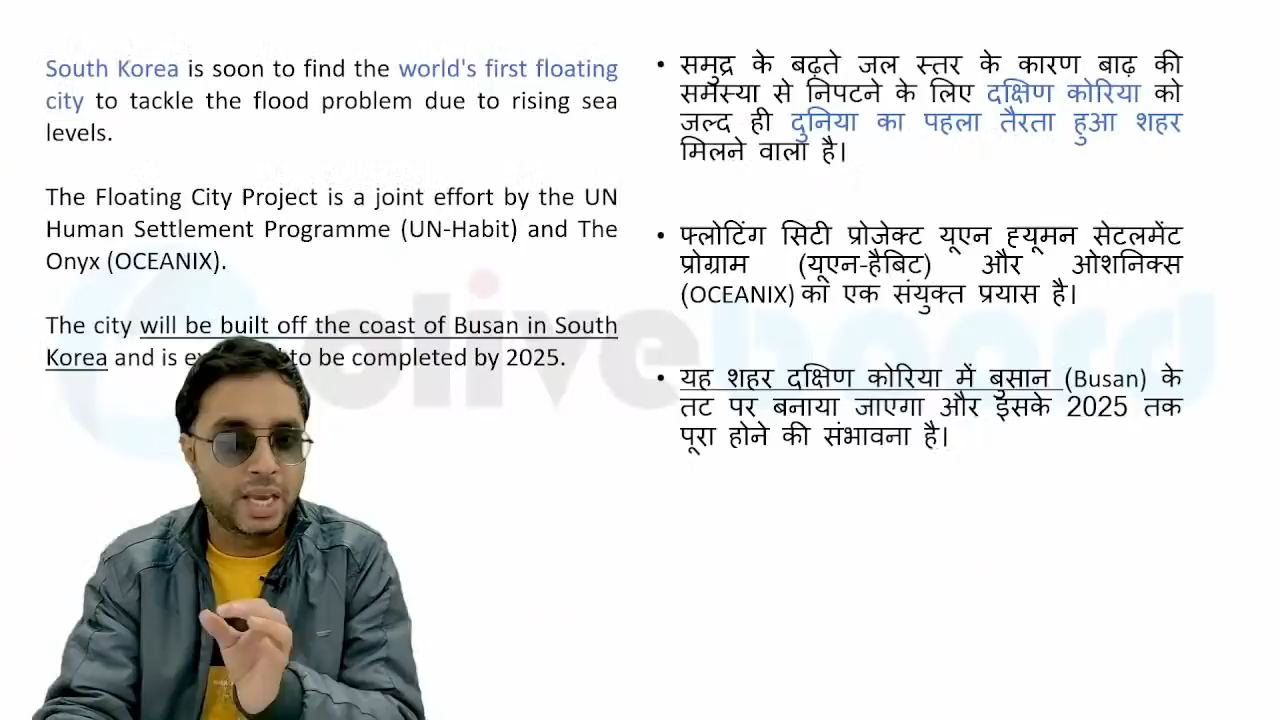 South Korea is soon to find the world's first floating
city to tackle the flood problem due to rising sea
levels.
The Floating City Project is a joint effort by the UN
Human Settlement Programme (UN-Habit) and The
Onyx (OCEANIX).
The city will be built off the coast of Busan in South
Korea and is to be completed by 2025.
• समुद्र के बढ़ते जल स्तर के कारण बाढ़ की
समस्या से निपटने के लिए दक्षिण कोरिया को
जल्द ही दुनिया का पहला तैरता हुआ शहर
मिलने वाला है।
• फ्लोटिंग सिटी प्रोजेक्ट यूएन ह्यूमन सेटलमेंट
प्रोग्राम (यूएन-हैबिट) और ओशनिक्स
(OCEANIX) का एक संयुक्त प्रयास है।
• यह शहर दक्षिण कोरिया में बुसान (Busan) के
तट पर बनाया जाएगा और इसके 2025 तक
पूरा होने की संभावना है।
oliveboard